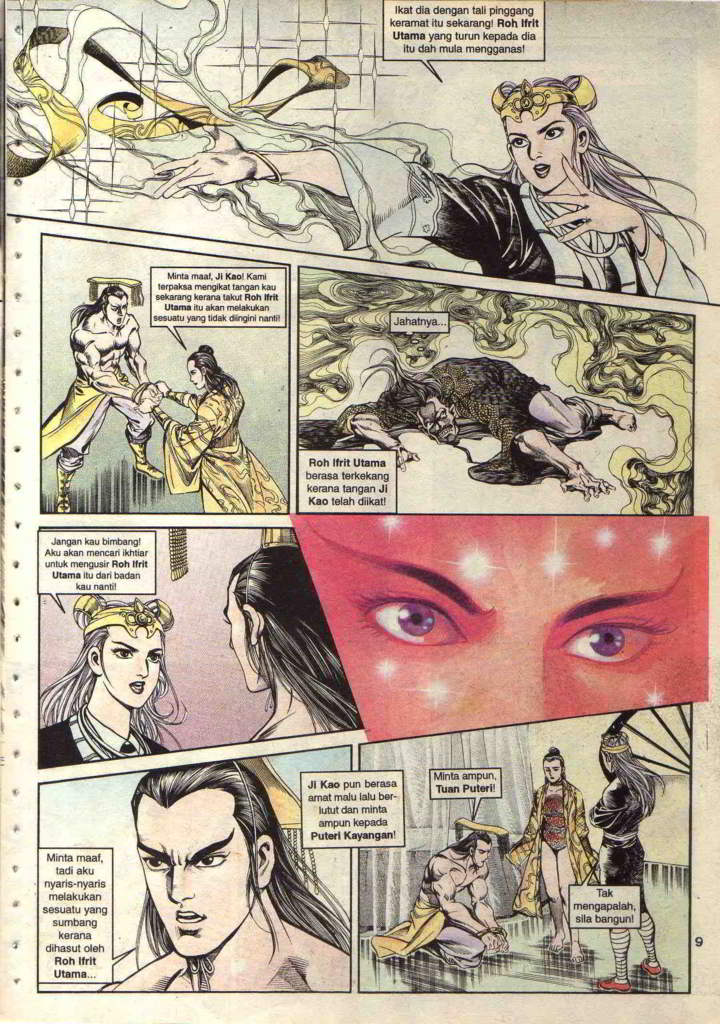 Ikat dia dengan tali pinggang
keramat itu sekarang! Roh Ifrit
Utama yang turun kepada dia
itu dah mula mengganas!
Minta maaf, Ji Kao! Kami
terpaksa mengikat tangan kau
sekarang kerana takut Roh Ifrit
Utama itu akan melakukan
sesuatu yang tidak diingini nanti!
Jahatnya...
Roh Ifrit Utama
berasa terkekang
kerana tangan Ji
Kao telah diikat!
Jangan kau bimbang!
Aku akan mencari ikhtiar
untuk mengusir Roh Ifrit
Utama itu dari badan
kau nanti!
Minta maaf,
tadi aku
nyaris-nyaris
melakukan
sesuatu yang
sumbang
kerana
dihasut oleh
Roh Ifrit
Utama...
Ji Kao pun berasa
amat malu lalu ber-
lutut dan minta
ampun kepada
Puteri Kayangan!
Minta ampun,
Tuan Puteri!
Tak
mengapalah,
sila bangun!
9